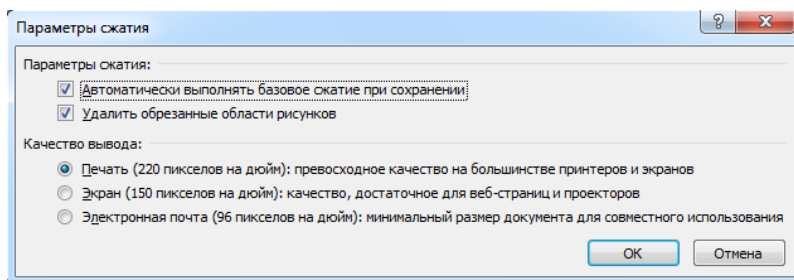 Параметры сжатия
Параметры сжатия:
Автоматически выполнять базовое сжатие при сохранении
Удалить обрезанные области рисунков
Качество вывода:
Печать (220 пикселов на дюйм): превосходное качество на большинстве принтеров и экранов
Экран (150 пикселов на дюйм): качество, достаточное для веб-страниц и проекторов
Электронная почта (96 пикселов на дюйм): минимальный размер документа для совместного использования
ОК Отмена